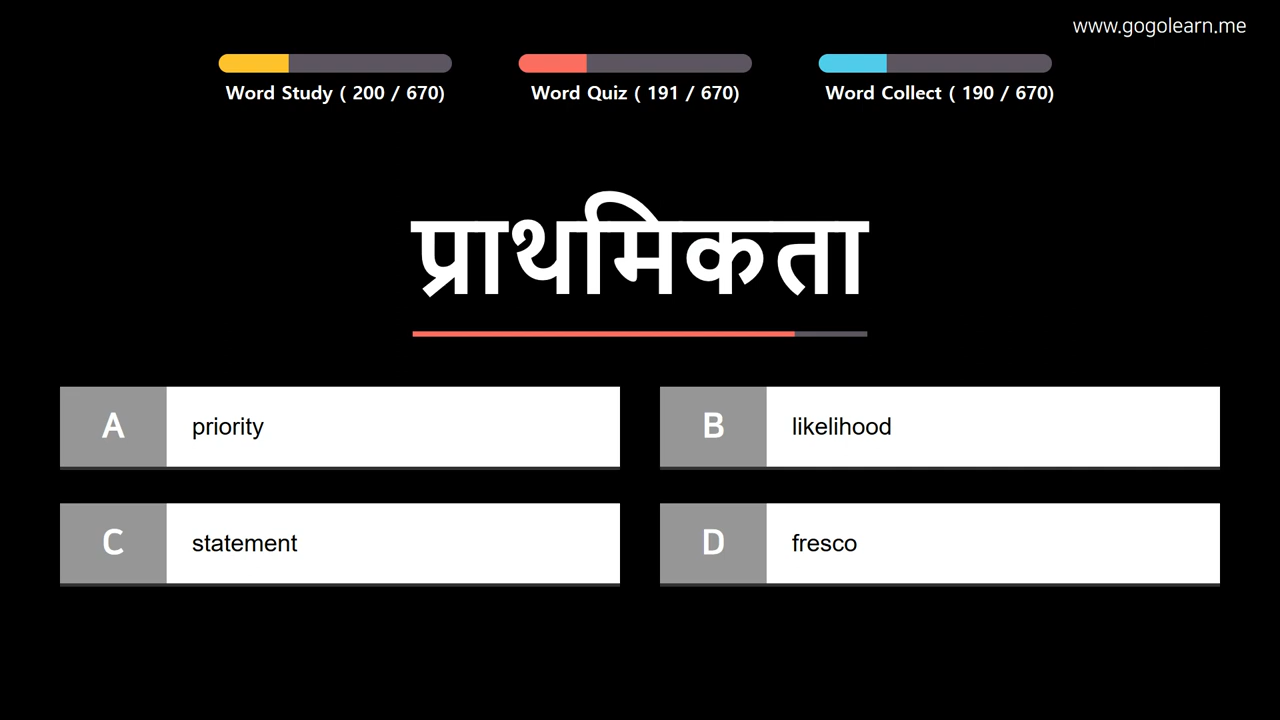 www.gogolearn.me
Word Study ( 200 / 670)
Word Quiz ( 191 / 670)
Word Collect ( 190 / 670)
प्राथमिकता
A priority
B likelihood
C statement
D fresco